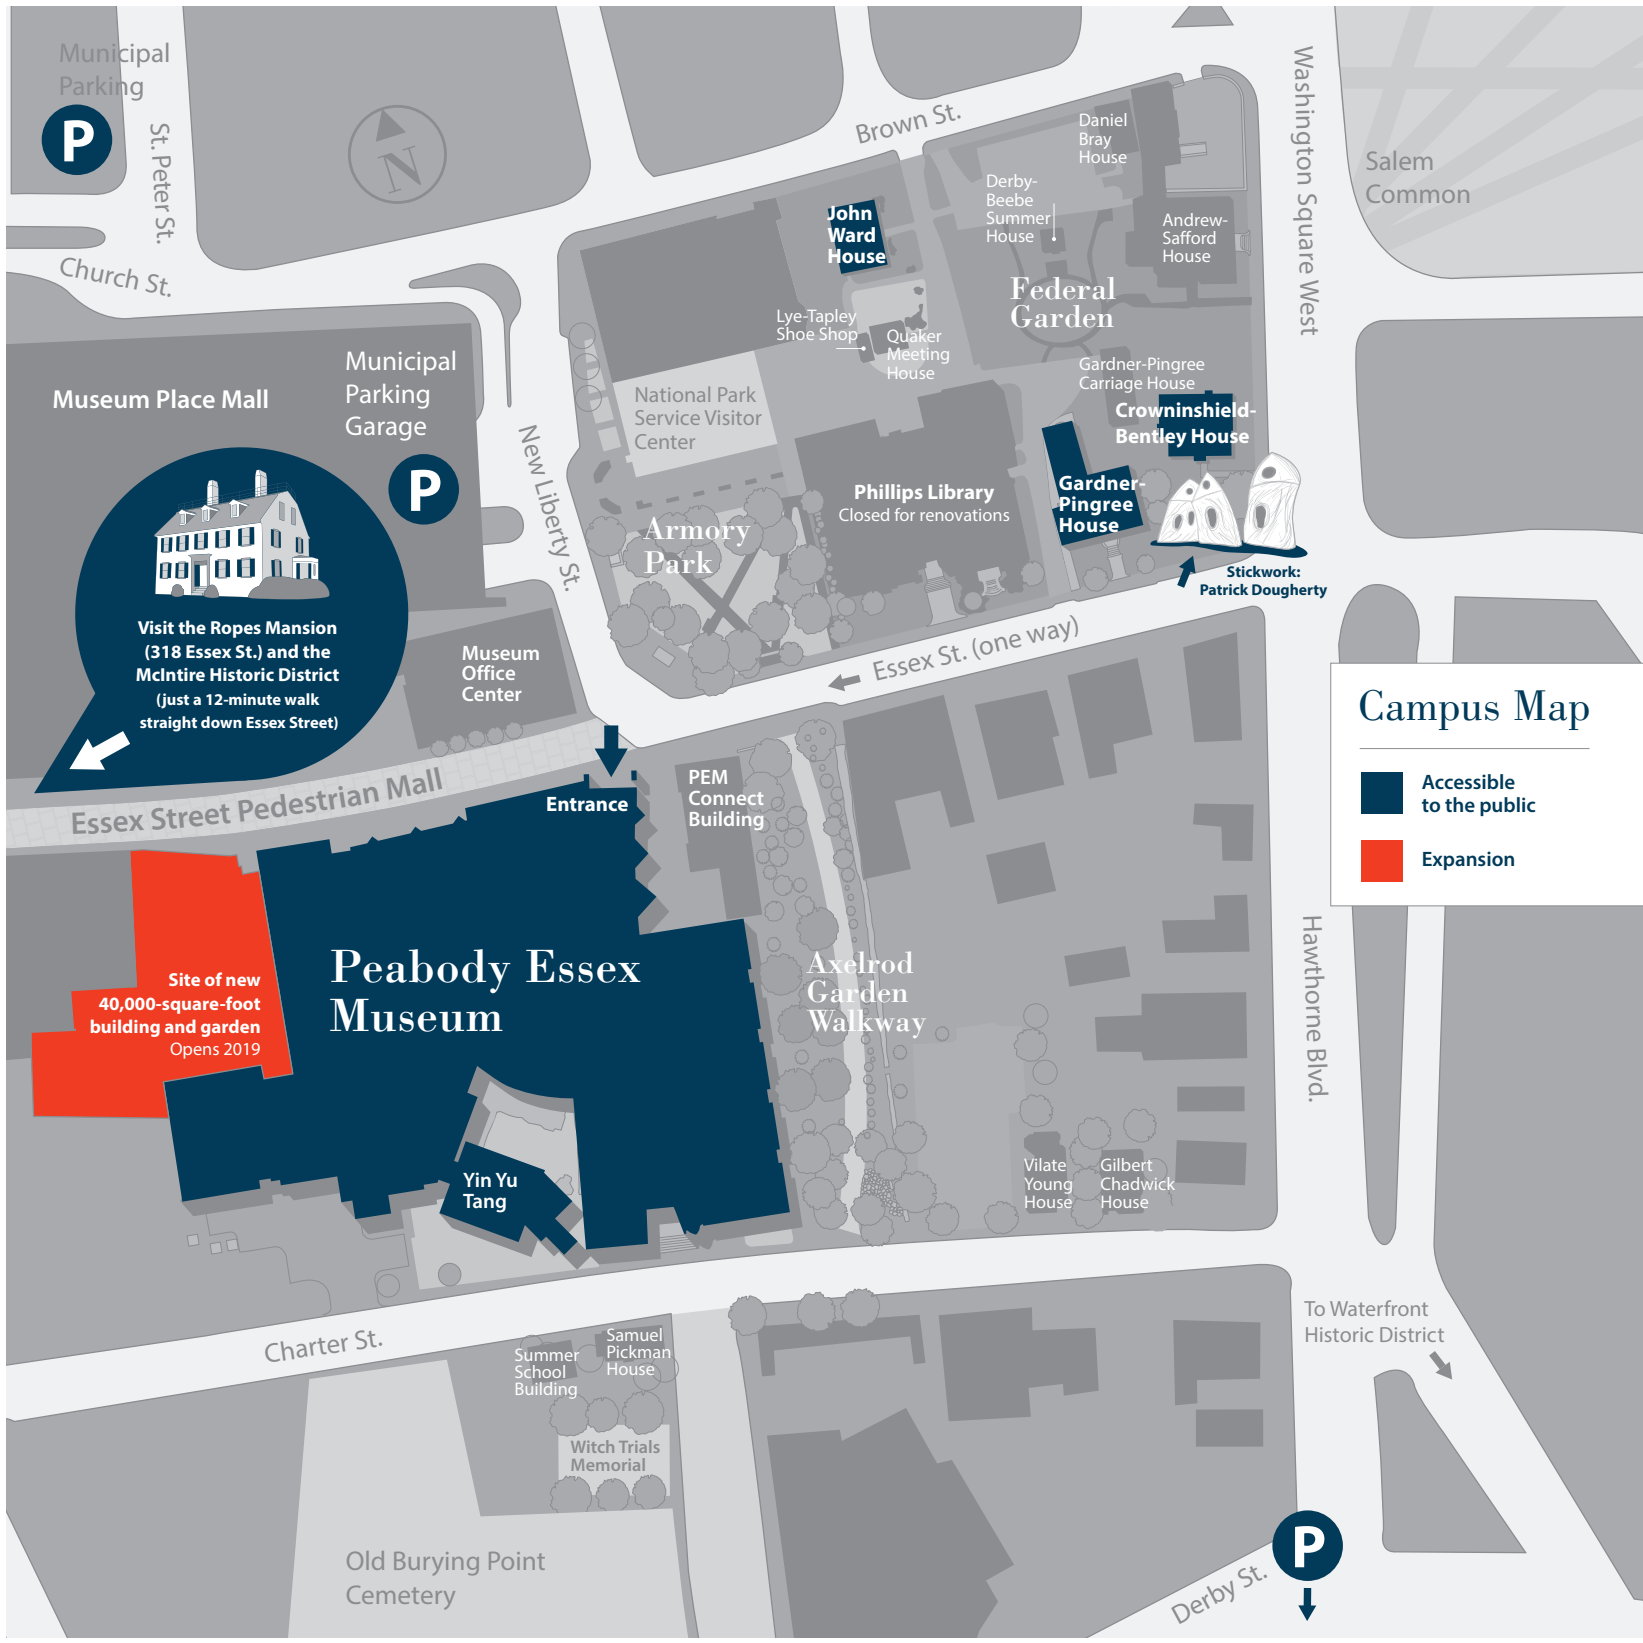 Municipal
Parking
P
St. Peter St.
Church St.
N
Brown St.
Washington Square West
Salem
Common
Daniel
Bray
House
Derby-
Beebe
Summer
House
Andrew-
Safford
House
John
Ward
House
Federal
Garden
Lye-Tapley
Shoe Shop
Quaker
Meeting
House
Gardner-Pingree
Carriage House
Crowninshield-
Bentley House
Gardner-
Pingree
House
Stickwork:
Patrick Dougherty
National Park
Service Visitor
Center
Phillips Library
Closed for renovations
Armory
Park
New Liberty St.
Museum Place Mall
Municipal
Parking
Garage
P
Visit the Ropes Mansion
(318 Essex St.) and the
McIntire Historic District
(just a 12-minute walk
straight down Essex Street)
Museum
Office
Center
Essex St. (one way)
Essex Street Pedestrian Mall
Entrance
PEM
Connect
Building
Campus Map
Accessible
to the public
Expansion
Site of new
40,000-square-foot
building and garden
Opens 2019
Peabody Essex
Museum
Axelrod
Garden
Walkway
Hawthorne Blvd.
Yin Yu
Tang
Vilate
Young
House
Gilbert
Chadwick
House
Charter St.
Summer
School
Building
Samuel
Pickman
House
Witch Trials
Memorial
Old Burying Point
Cemetery
To Waterfront
Historic District
Derby St.
P